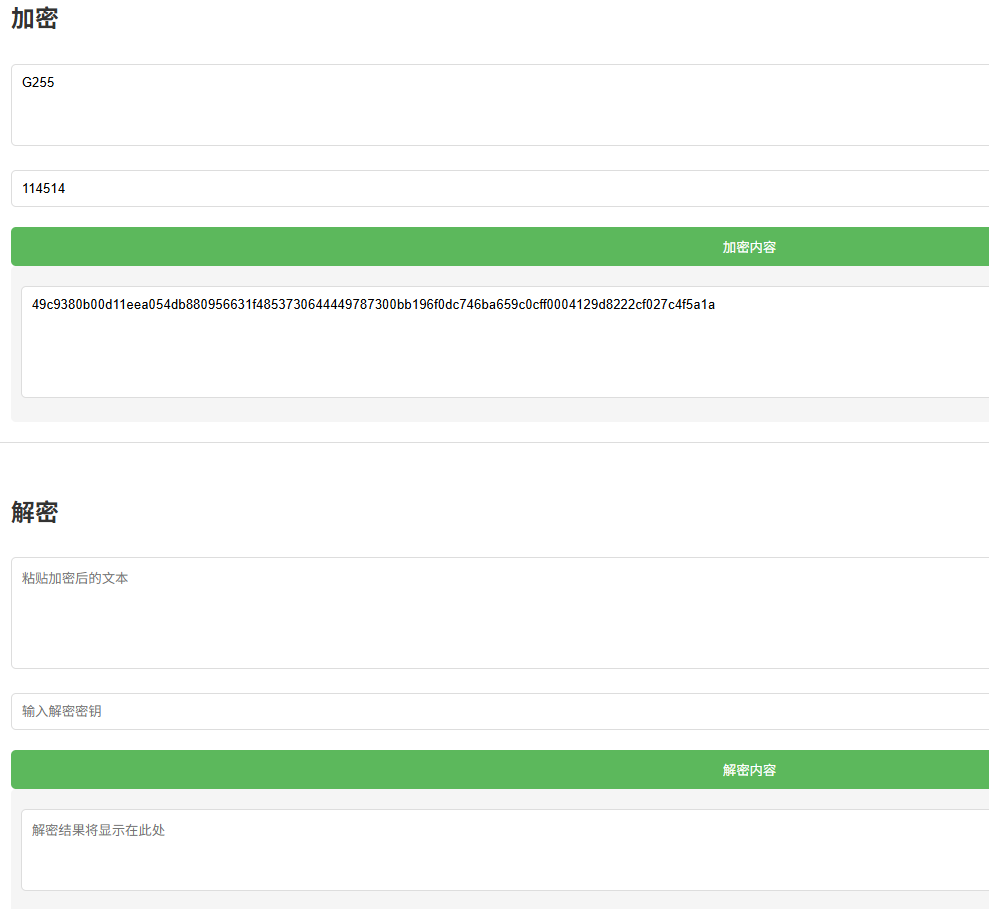 加密
G255
114514
加密内容
49c9380b00d11eea054db880956631f4853730644449787300bb196f0dc746ba659c0cff0004129d8222cf027c4f5a1a
解密
粘贴加密后的文本
输入解密密钥
解密内容
解密结果将显示在此处